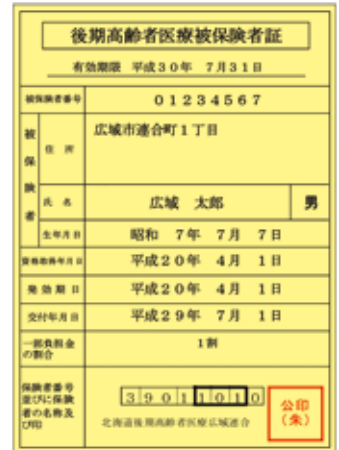 後期高齢者医療被保険者証
有効期限 平成30年 7月31日
被保険者番号 01234567
被保険者
住所 広域市連合町1丁目
氏名 広域 太郎 男
生年月日 昭和 7年 7月 7日
資格取得年月日 平成20年 4月 1日
発効期日 平成20年 4月 1日
交付年月日 平成29年 7月 1日
一部負担金
の割合
1割
保険者番号
並びに保険
者の名称及
び印
39011010
北海道後期高齢者医療広域連合
公印
(朱)